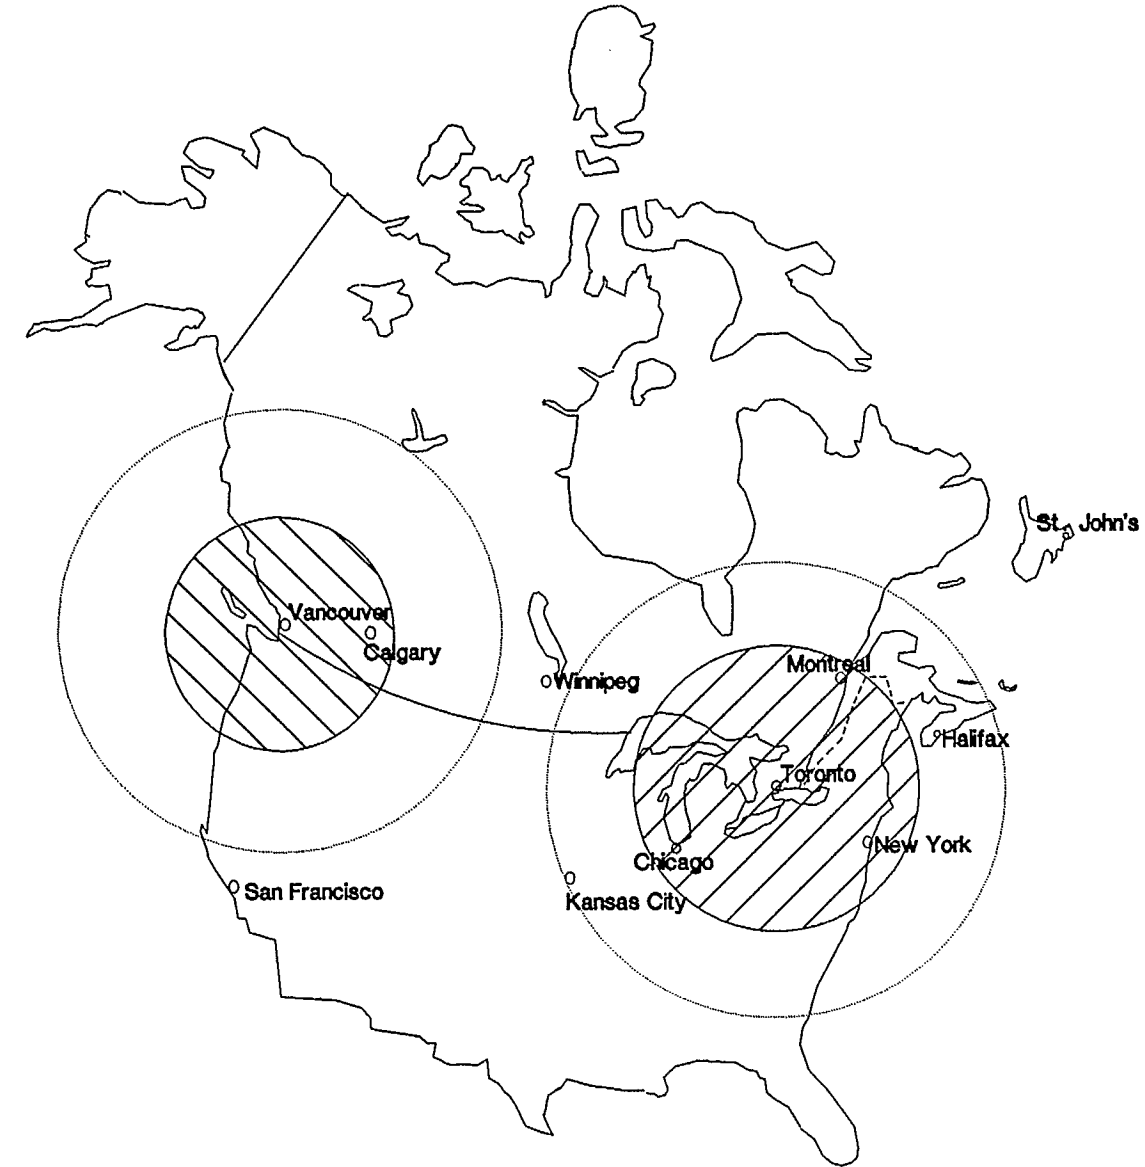 St. John's
Vancouver
Calgary
Montreal
Winnipeg
Halifax
Toronto
New York
Chicago
San Francisco
Kansas City